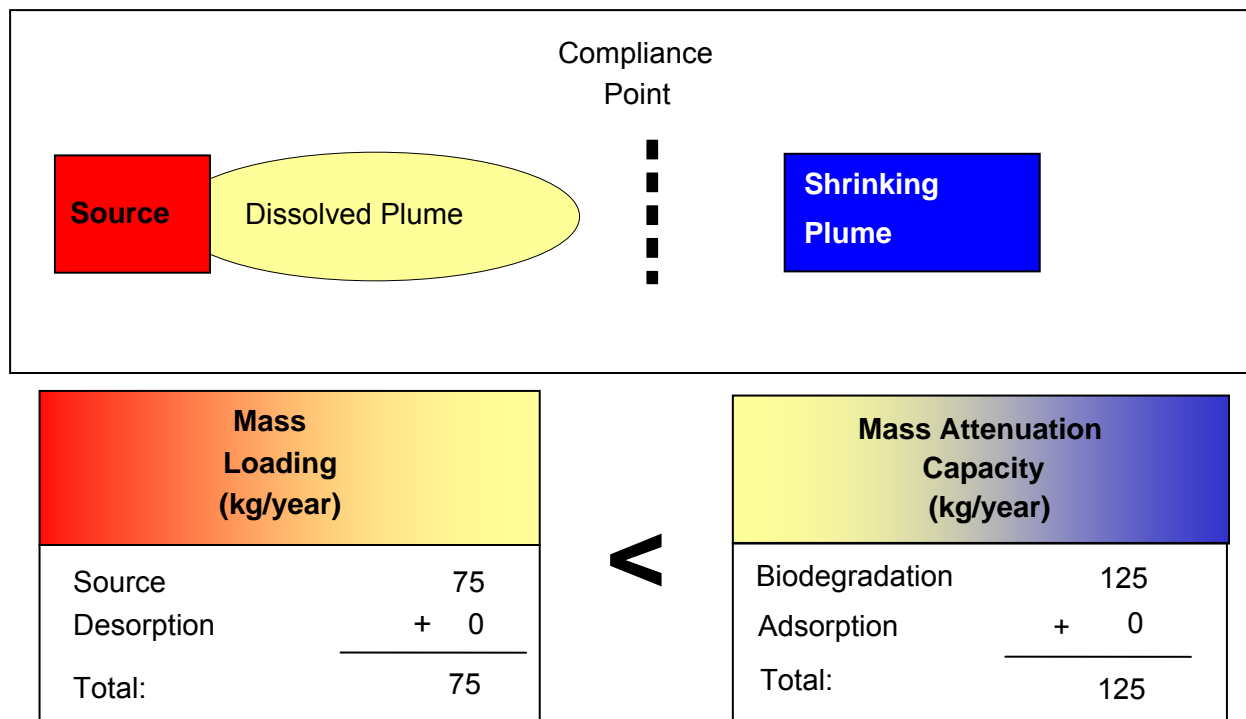 Compliance
Point
Source
Dissolved Plume
Shrinking
Plume
Mass
Loading
(kg/year)
Source 75
Desorption + 0
Total: 75
<
Mass Attenuation
Capacity
(kg/year)
Biodegradation 125
Adsorption + 0
Total: 125